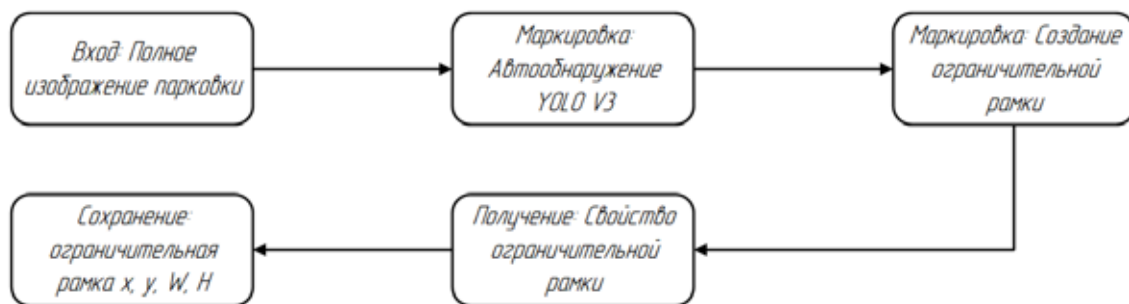 Вход: Полное
изображение парковки
Маркировка:
Автообнаружение
YOLO V3
Маркировка: Создание
ограничительной
рамки
Получение: Свойство
ограничительной
рамки
Сохранение:
ограничительная
рамка x, y, W, H